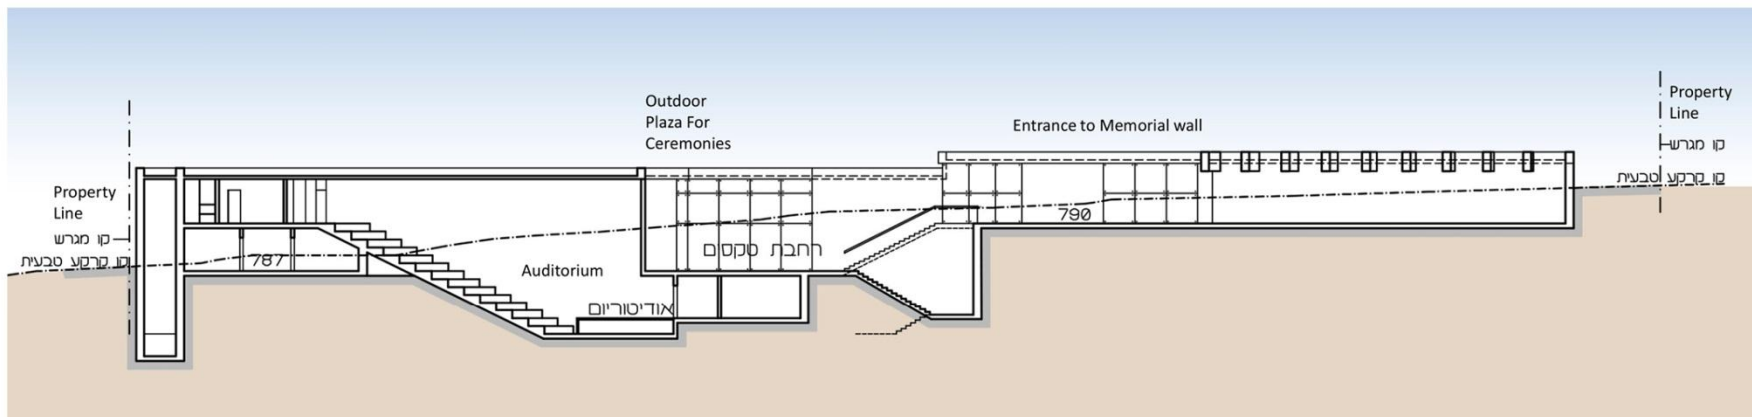 Outdoor
Plaza For
Ceremonies
Entrance to Memorial wall
Property
Line
קו מגרש
קו קרקע טבעית
Property
Line
קו מגרש
קו קרקע טבעית
787
790
רחבת טקסים
Auditorium
אודיטוריום